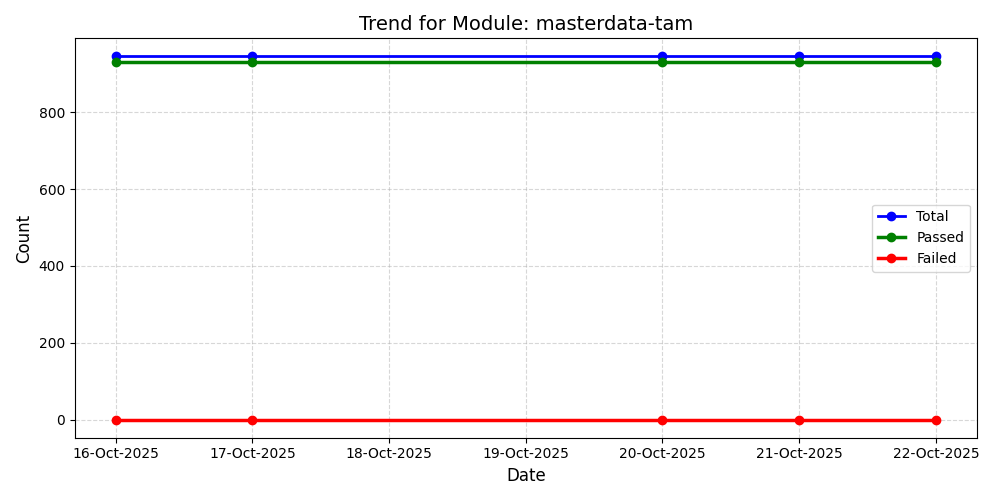 Trend for Module: masterdata-tam
Count
800
600
400
200
0
Total
Passed
Failed
16-Oct-2025 17-Oct-2025 18-Oct-2025 19-Oct-2025 20-Oct-2025 21-Oct-2025 22-Oct-2025
Date